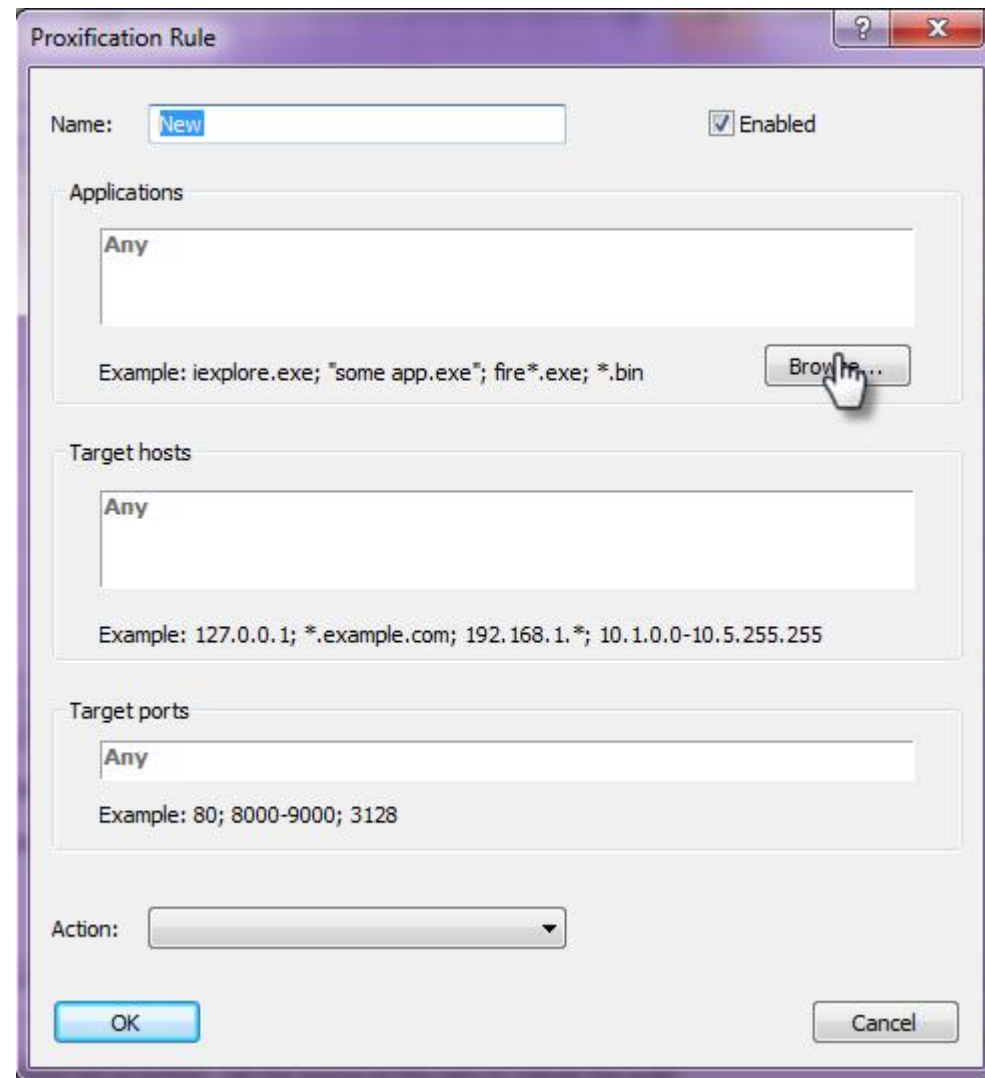 Proxification Rule
Name: New Enabled
Applications
Any
Example: iexplore.exe; "some app.exe"; fire*.exe; *.bin
Target hosts
Any
Example: 127.0.0.1; *.example.com; 192.168.1.*; 10.1.0.0-10.5.255.255
Target ports
Any
Example: 80; 8000-9000; 3128
Action:
OK Cancel